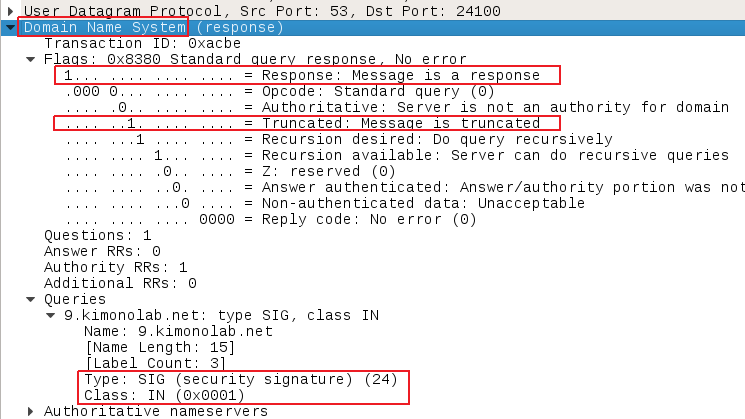 User Datagram Protocol, Src Port: 53, Dst Port: 24100
Domain Name System (response)
Transaction ID: 0xacbe
Flags: 0x8380 Standard query response, No error
1... .... .... .... = Response: Message is a response
.000 0... .... .... = Opcode: Standard query (0)
.... .0.. .... .... = Authoritative: Server is not an authority for domain
.... ..1. .... .... = Truncated: Message is truncated
.... ...1 .... .... = Recursion desired: Do query recursively
.... .... 1... .... = Recursion available: Server can do recursive queries
.... .... .0.. .... = Z: reserved (0)
.... .... ..0. .... = Answer authenticated: Answer/authority portion was not
.... .... ...0 .... = Non-authenticated data: Unacceptable
.... .... .... 0000 = Reply code: No error (0)
Questions: 1
Answer RRs: 0
Authority RRs: 1
Additional RRs: 0
Queries
9.kimonolab.net: type SIG, class IN
Name: 9.kimonolab.net
[Name Length: 15]
[Label Count: 3]
Type: SIG (security signature) (24)
Class: IN (0x0001)
Authoritative nameservers